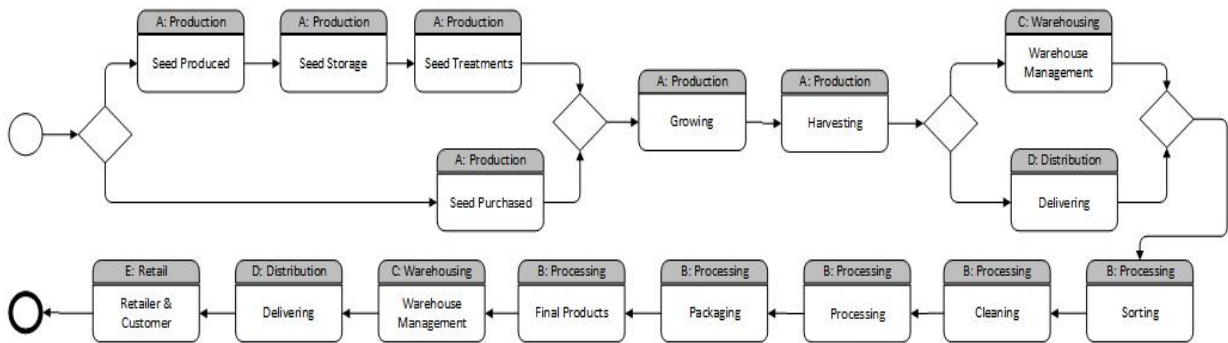 A: Production
Seed Produced
A: Production
Seed Storage
A: Production
Seed Treatments
A: Production
Seed Purchased
A: Production
Growing
A: Production
Harvesting
C: Warehousing
Warehouse
Management
D: Distribution
Delivering
B: Processing
Sorting
B: Processing
Cleaning
B: Processing
Processing
B: Processing
Packaging
B: Processing
Final Products
C: Warehousing
Warehouse
Management
D: Distribution
Delivering
E: Retail
Retailer &
Customer